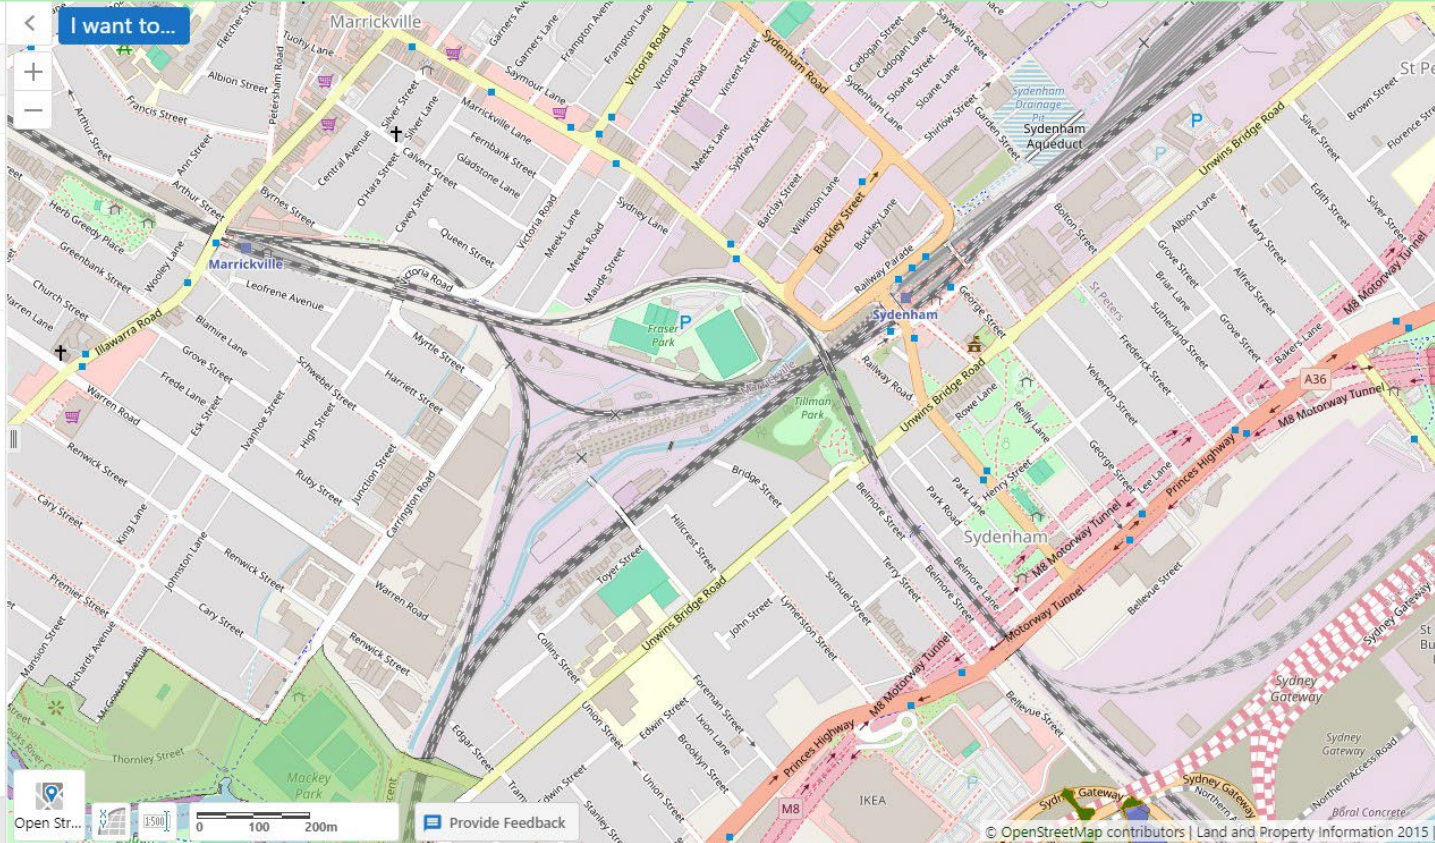 I want to...
Marrickville
Fletcher Street
Tuohy Lane
Garners Lane
Frampton Avenue
Frampton Lane
Victoria Road
Victoria Lane
Vincent Street
Sydenham Road
Cadogan Street
Cadogan Lane
Saywell Street
Sloane Street
Sloane Lane
Sydenham Lane
Shirlow Street
Garden Street
Sydenham
Drainage
Pit
Sydenham
Aqueduct
Unwins Bridge Road
Brown Street
Silver Street
Albion Street
Petersham Road
Seymour Lane
Meeks Road
Francis Street
Arthur Street
Ann Street
Silver Street
Silver Lane
Marrickville Lane
Meeks Lane
Sydney Street
Central Avenue
O'Hara Street
Calvert Street
Fernbank Street
Gladstone Lane
Barclay Street
Wilkinson Lane
Buckley Street
Buckley Lane
Bolton Street
Albion Lane
Edith Street
Silver Street
Mary Street
Arthur Street
Byrnes Street
Cavey Street
Queen Street
Victoria Road
Meeks Lane
Meeks Road
Sydney Lane
Maude Street
Railway Parade
Herb Greedy Place
Greenbank Street
Wooley Lane
Marrickville
Leofrene Avenue
Victoria Road
Sydenham
George Street
St Peters
Grove Street
Briar Lane
Alfred Street
Sutherland Street
Grove Street
Bakers Lane
M8 Motorway Tunnel
Church Street
Warren Lane
Illawarra Road
Blamire Lane
Grove Street
Myrtle Street
Fraser
Park
P
Railway Road
Frederick Street
Yelverton Street
A36
M8 Motorway Tunnel
Frede Lane
Schwebel Street
Harriett Street
Marrickville
Tillman
Park
Unwins Bridge Road
Rowe Lane
Reilly Lane
Warren Road
Esk Street
Ivanhoe Street
High Street
Renwick Street
Ruby Street
Junction Street
Carrington Road
Bridge Street
Belmore Street
Park Road
Park Lane
Henry Street
George Street
Lee Lane
Princes Highway
Cary Street
King Lane
Johnston Lane
Renwick Street
Hillcrest Street
Toyer Street
Sydenham
M8 Motorway Tunnel
Premier Street
Cary Street
Warren Road
Renwick Street
Unwins Bridge Road
John Street
Lymerston Street
Samuel Street
Terry Street
Belmore Street
Belmore Lane
Motorway Tunnel
Bellevue Street
Sydney Gateway
Mansion Street
Richards Avenue
McGowan Avenue
Collins Street
Edwin Street
Foreman Street
Ixion Lane
Brooklyn Street
Union Street
M8 Motorway Tunnel
Princes Highway
Bellevue Street
Sydney
Gateway
Thornley Street
Mackey
Park
Edgar Street
Union Street
Edwin Street
M8
IKEA
P
Sydney Gateway
Sydney Gateway
Sydney
Gateway
Northern Access Road
Boral Concrete
Open Str...
1:500
0 100 200m
Provide Feedback
© OpenStreetMap contributors | Land and Property Information 2015 |